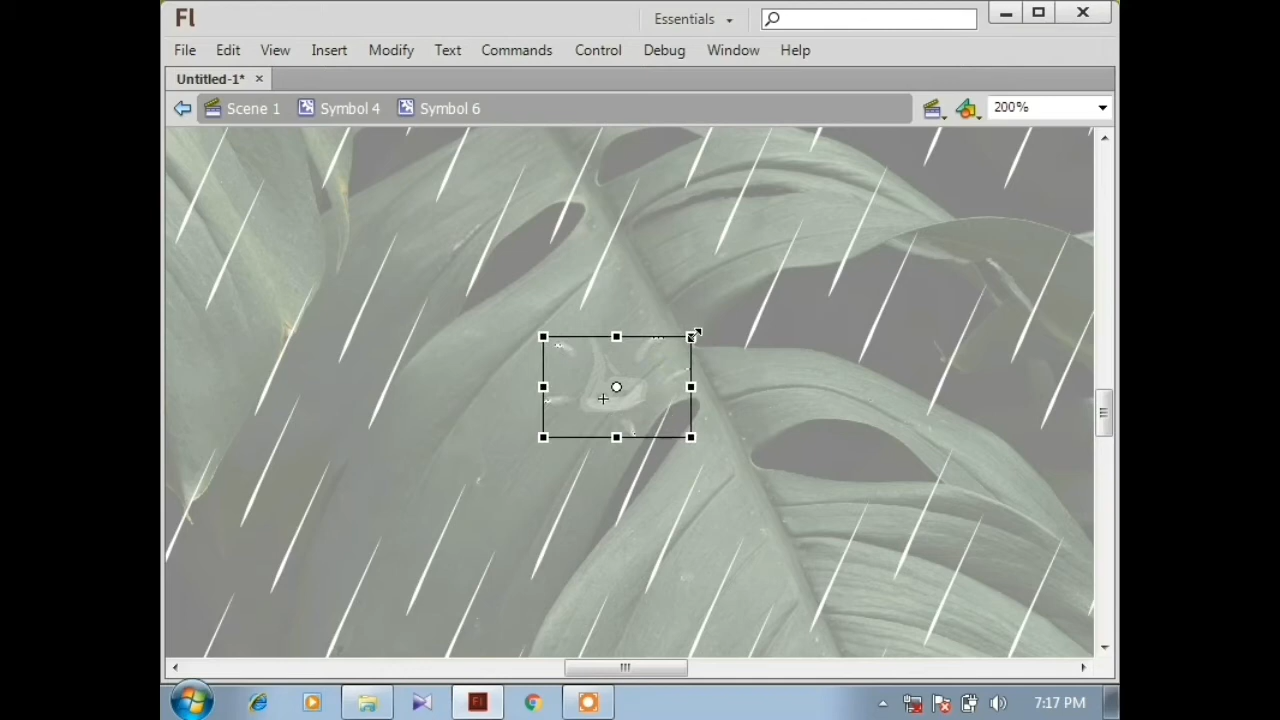 Fl Essentials
File Edit View Insert Modify Text Commands Control Debug Window Help
Untitled-1* ×
Scene 1 Symbol 4 Symbol 6 200%
Fl 7:17 PM